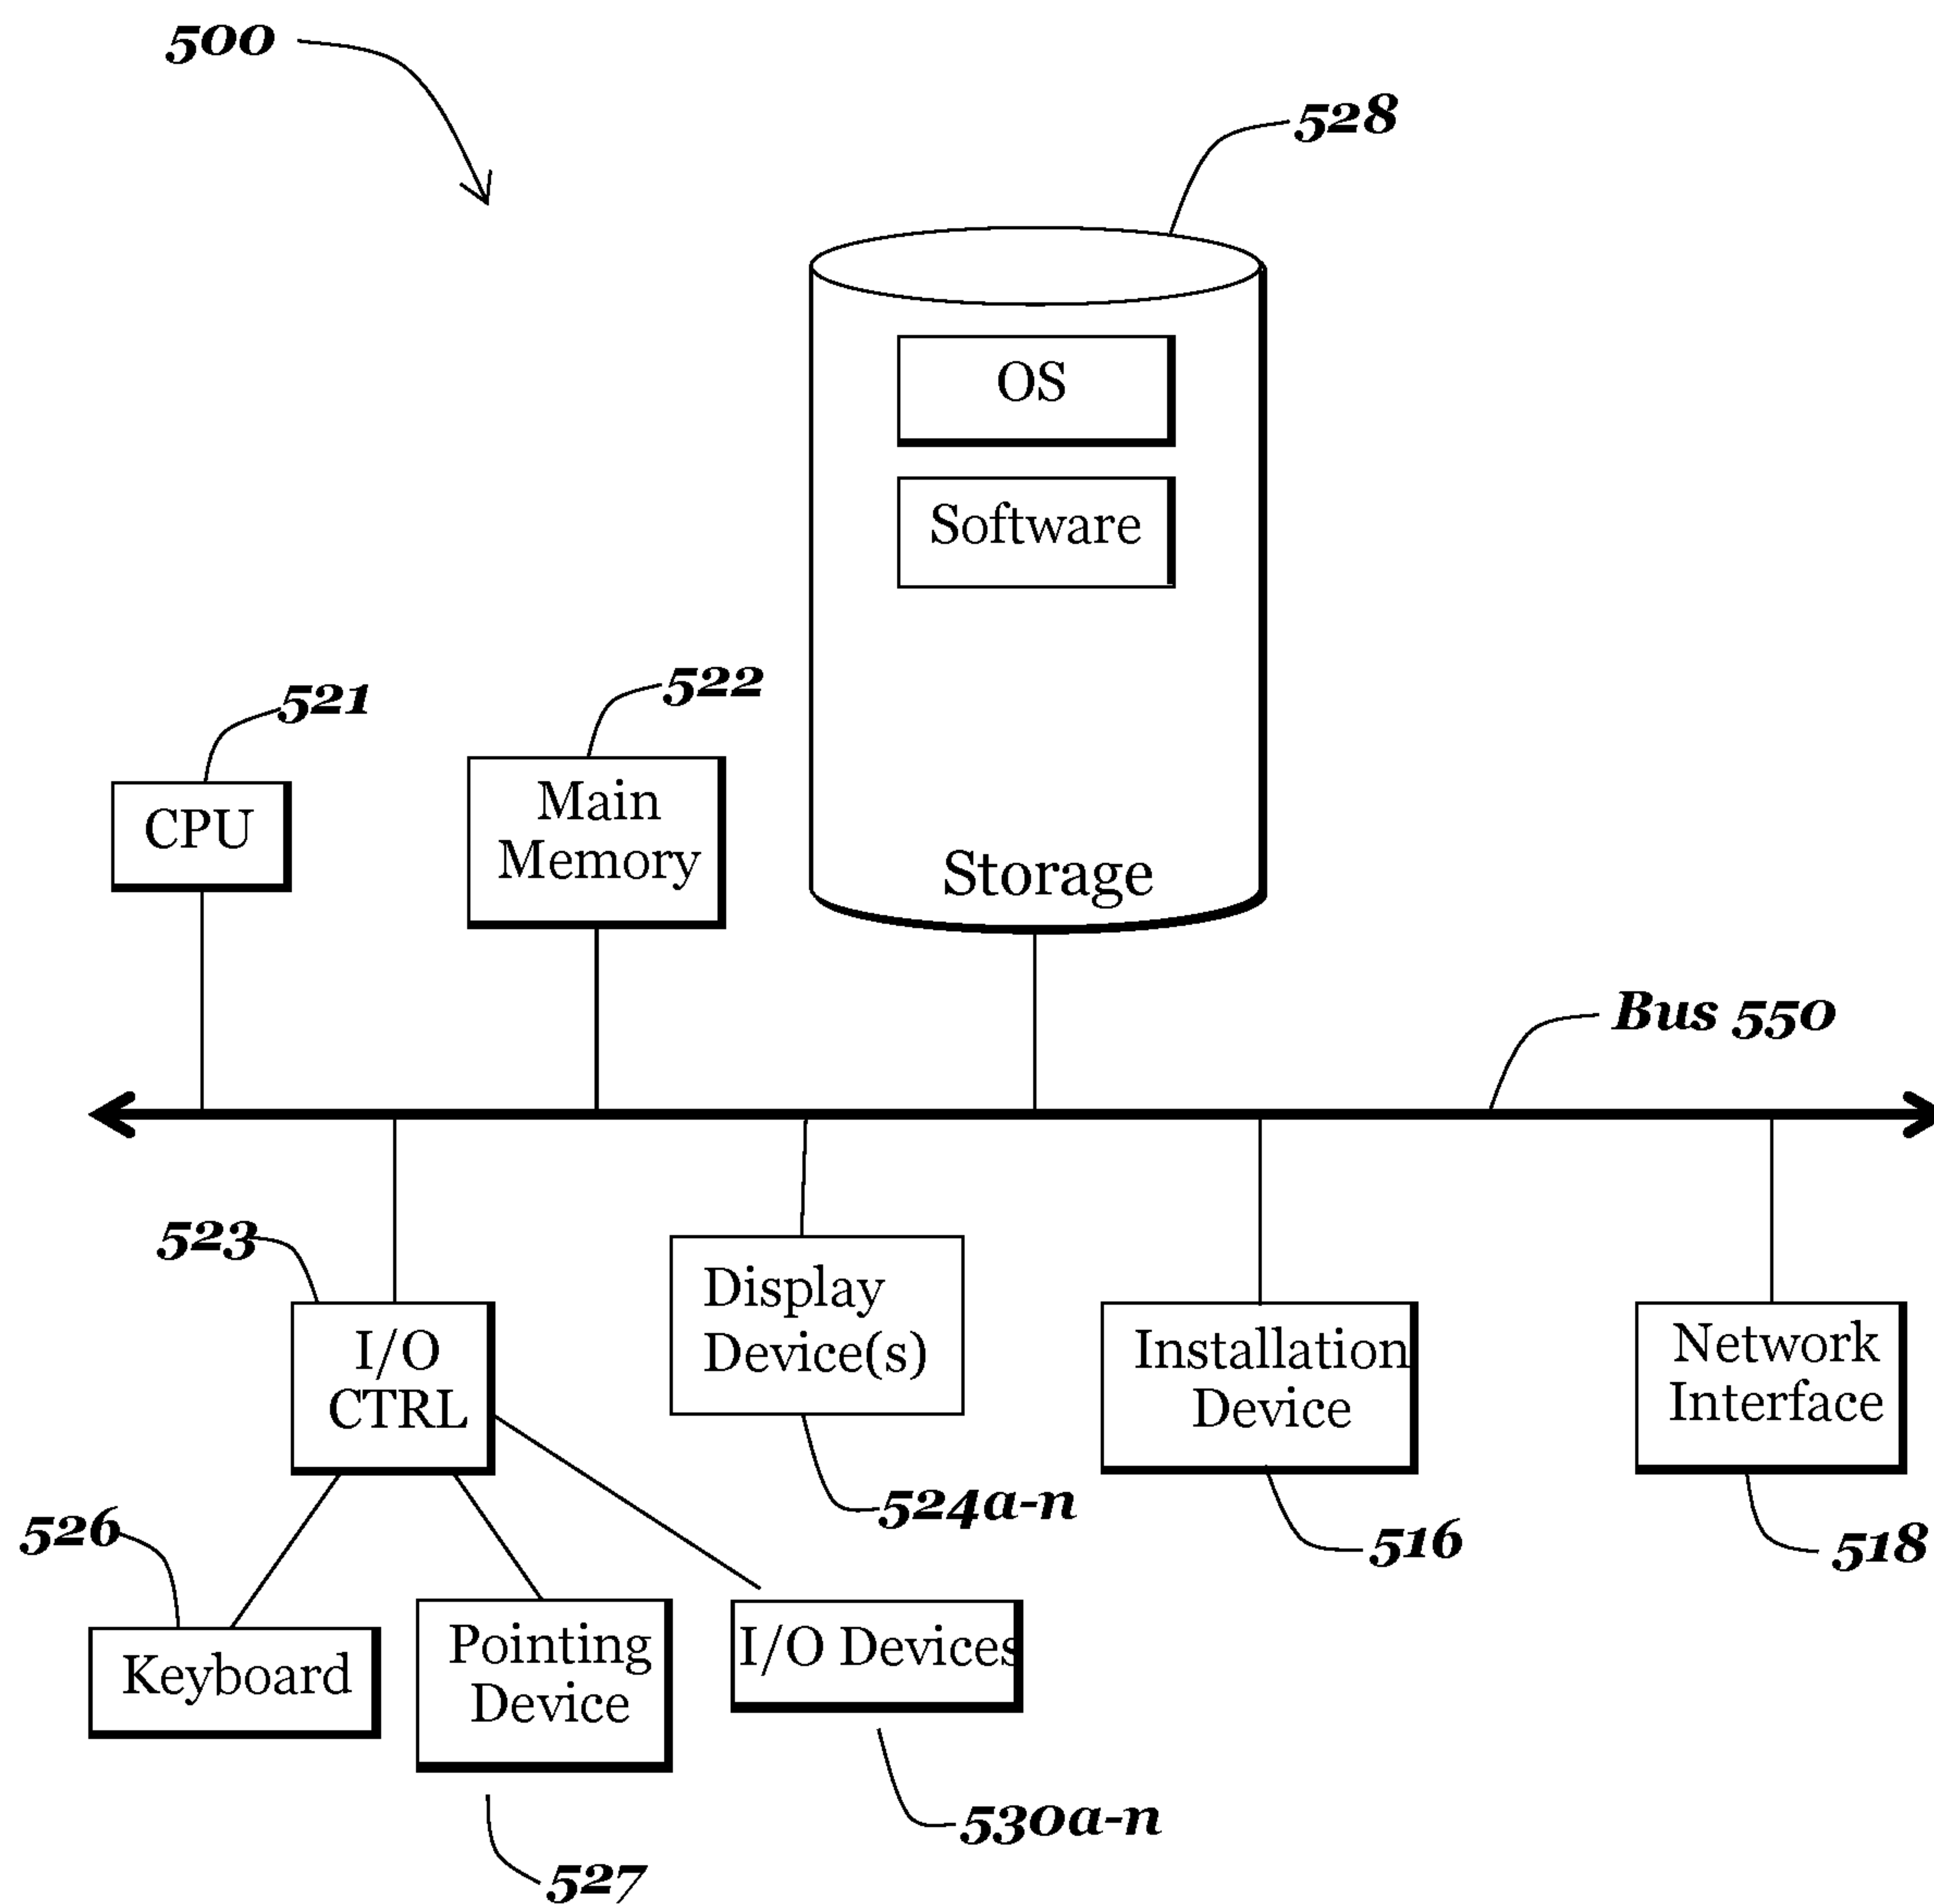 500
528
OS
Software
522
521
Main
Memory
CPU
Storage
Bus 550
523
Display
Device(s)
I/O
CTRL
Installation
Device
Network
Interface
524a-n
526
516
518
Keyboard
Pointing
Device
I/O Devices
530a-n
527